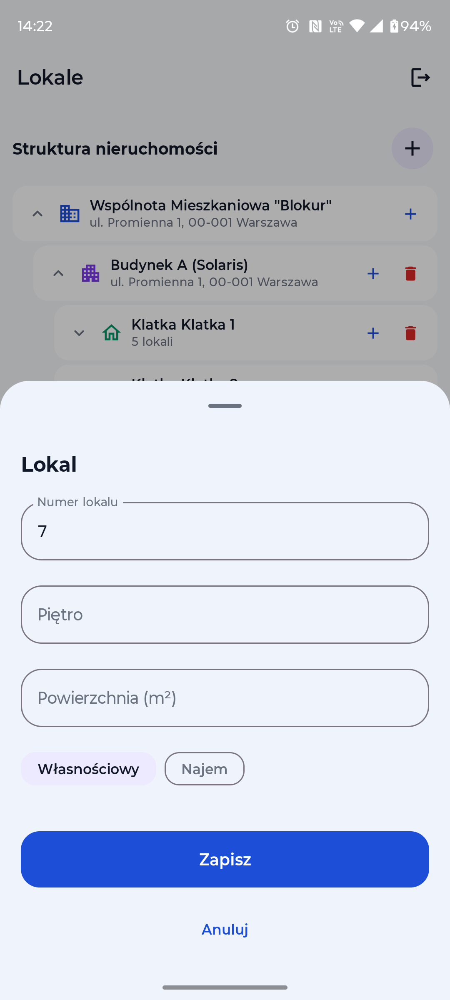 14:22
Vo LTE
94%
Lokale
Struktura nieruchomości
Wspólnota Mieszkaniowa "Blokur"
ul. Promienna 1, 00-001 Warszawa
Budynek A (Solaris)
ul. Promienna 1, 00-001 Warszawa
Klatka Klatka 1
5 lokali
Lokal
Numer lokalu
7
Piętro
Powierzchnia (m²)
Własnościowy
Najem
Zapisz
Anuluj